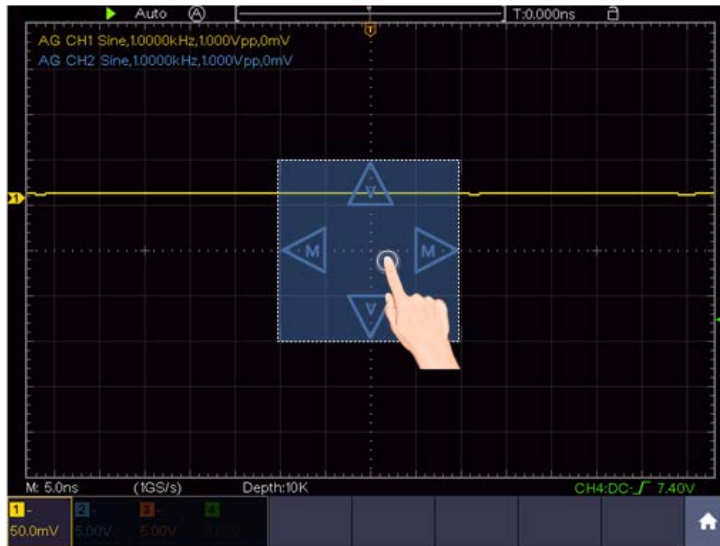 Auto A T:0.000ns
T
AG CH1 Sine,1.0000kHz,1.000Vpp,0mV
AG CH2 Sine,1.0000kHz,1.000Vpp,0mV
V
1
M M
V
M: 5.0ns (1GS/s) Depth:10K CH4:DC- 7.40V
1 - 2 - 3 - 4
50.0mV 5.00V 5.00V